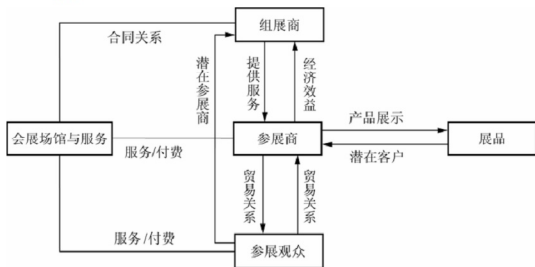 组展商
合同关系
潜在参展商
提供服务
经济效益
会展场馆与服务
服务/付费
参展商
产品展示
潜在客户
展品
贸易关系
贸易关系
服务/付费
参展观众